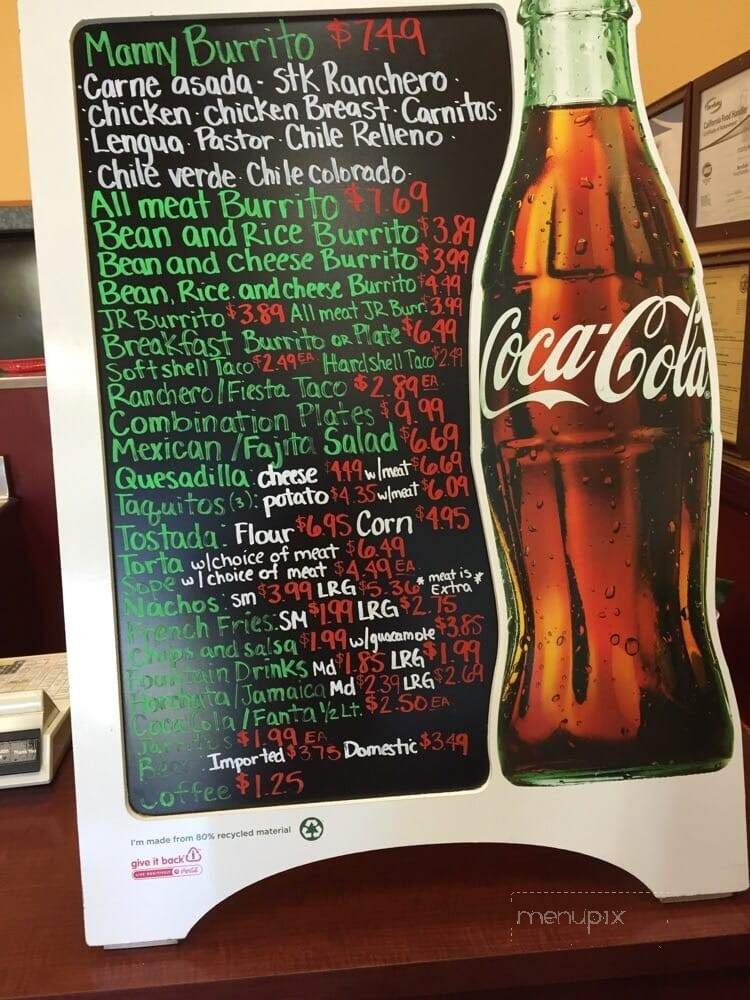 Manny Burrito $7.49
Carne asada - Stk Ranchero
chicken - chicken Breast - Carnitas
Lengua - Pastor - Chile Relleno
chile verde Chile colorado
All meat Burrito $7.69
Bean and Rice Burrito $3.89
Bean and cheese Burrito $3.99
Bean, Rice and cheese Burrito $4.49
JR Burrito $3.89 All meat JR Burr. $3.99
Breakfast Burrito or Plate $6.49
Soft shell Taco $2.49 EA Hardshell Taco $2.49
Ranchero/Fiesta Taco $2.89 EA.
Combination Plates $9.99
Mexican/Fajita Salad $6.69
Quesadilla: cheese $4.49 w/meat $6.69
Taquitos (3): potato $4.35 w/meat $6.09
Tostada: Flour $6.95 Corn $4.95
Torta w/choice of meat $6.49
Sope w/choice of meat $4.49 EA
Nachos: sm $3.99 LRG $5.36 *meat is Extra*
French Fries: SM $1.99 LRG $2.75
Chips and salsa $1.99 w/guacamole $3.85
Fountain Drinks Md $1.85 LRG $1.99
Horchata/Jamaica Md $2.39 LRG $2.69
Coca Cola/Fanta ½ Lt. $2.50 EA.
Jarritos $1.99 EA
Beer Imported $3.75 Domestic $3.49
Coffee $1.25
Coca-Cola
I'm made from 80% recycled material
give it back
menupix